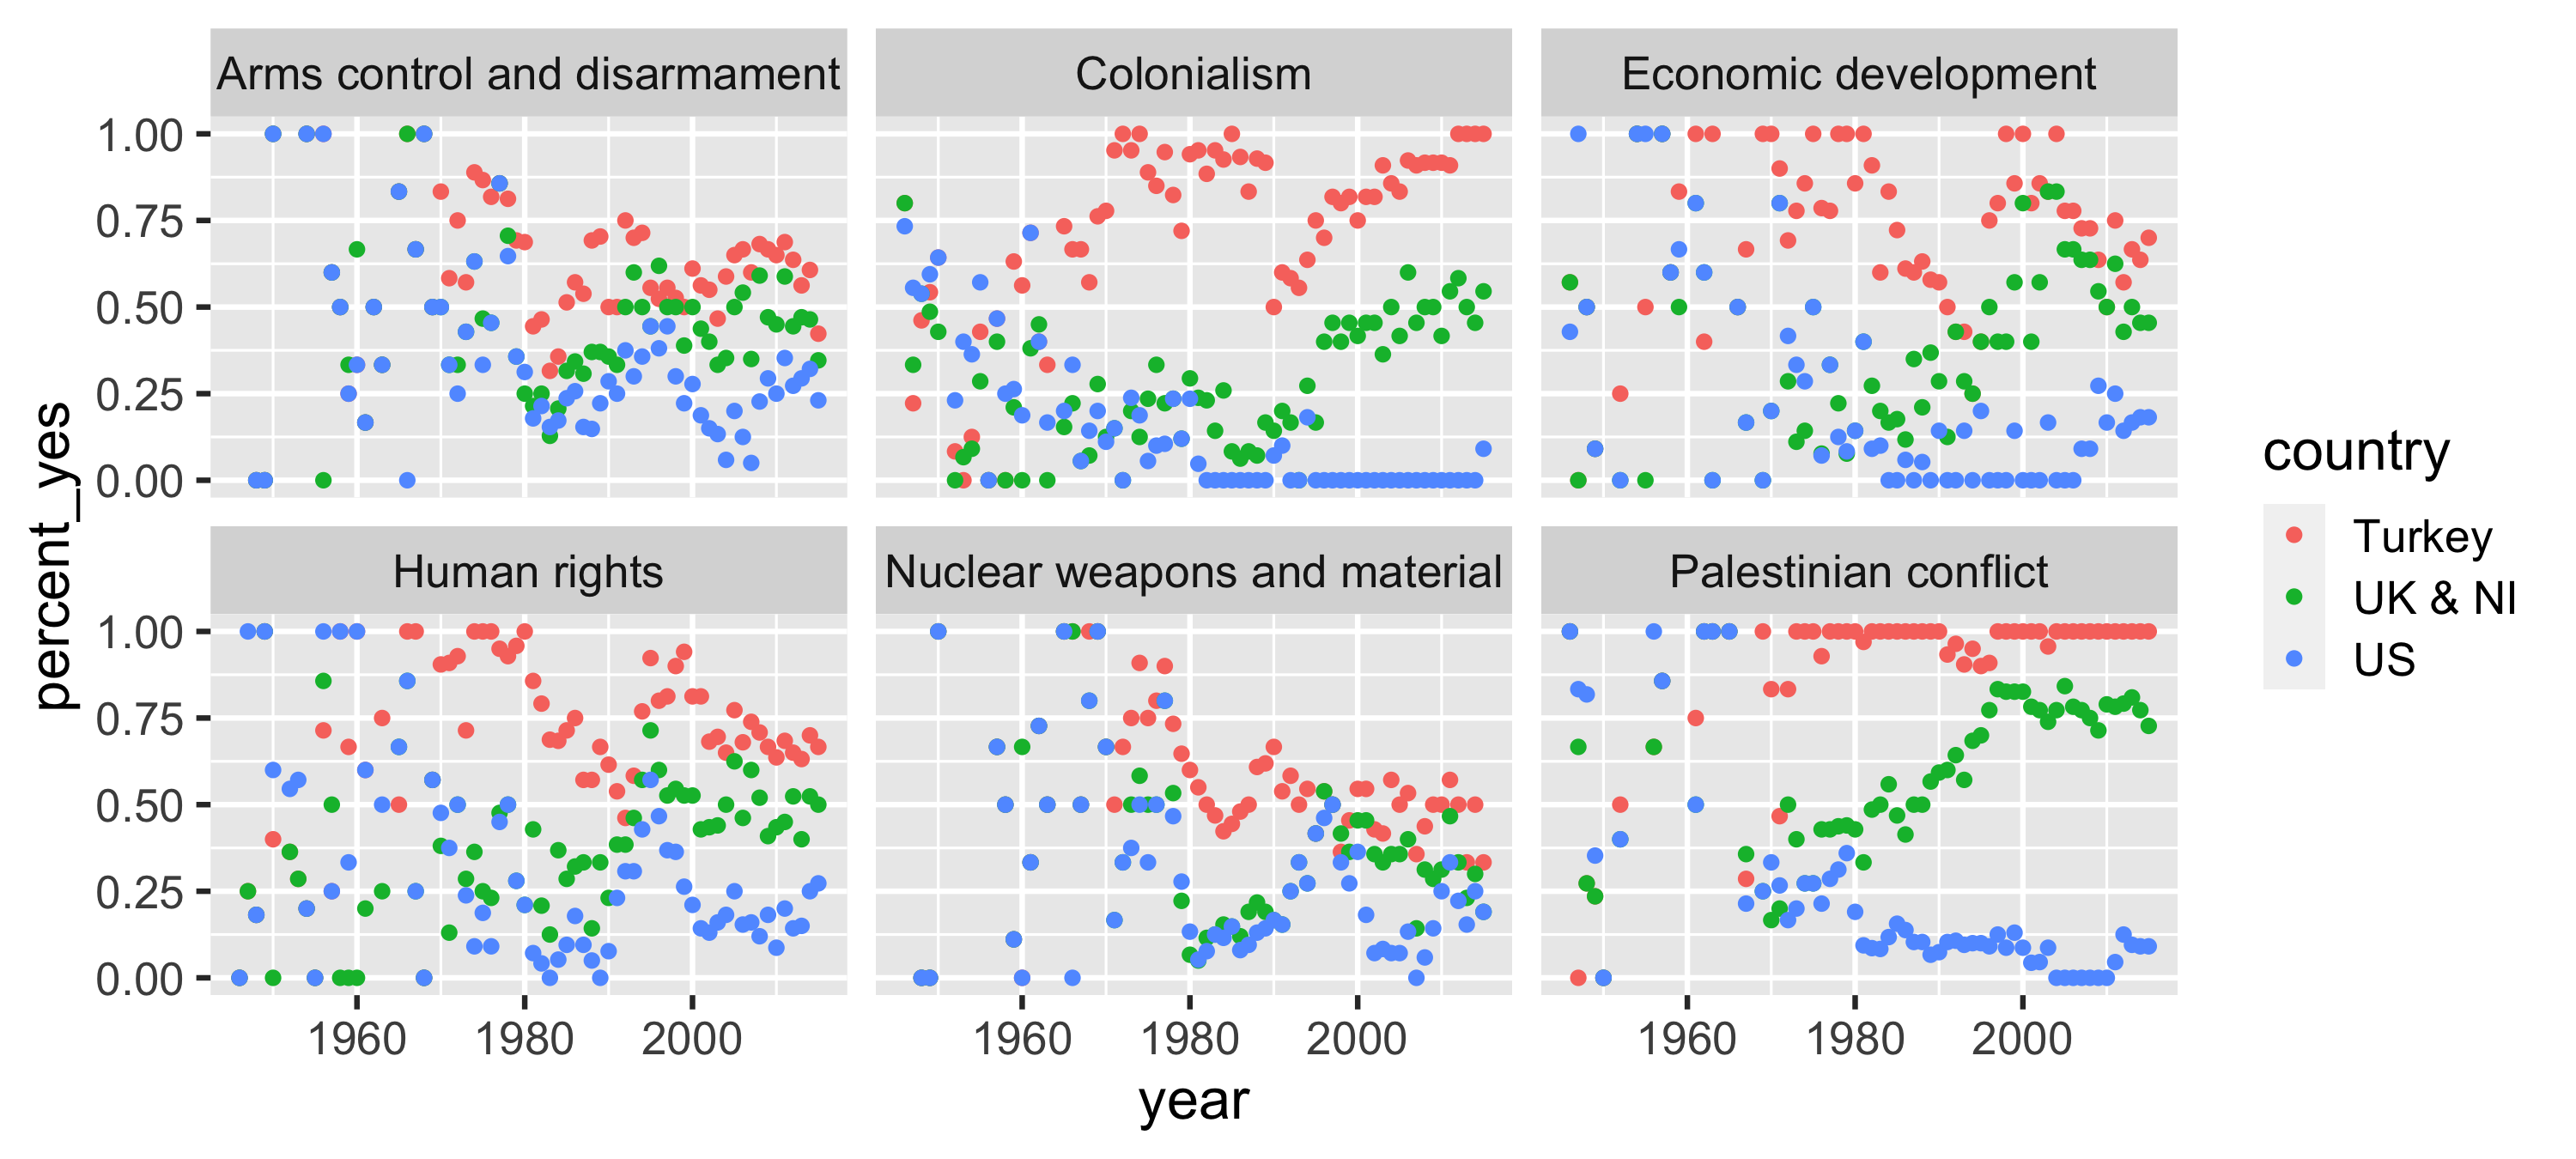 Arms control and disarmament
Colonialism
Economic development
1.00
0.75
0.50
0.25
0.00
Human rights
Nuclear weapons and material
Palestinian conflict
1.00
0.75
0.50
0.25
0.00
1960 1980 2000
1960 1980 2000
1960 1980 2000
year
percent_yes
country
Turkey
UK & NI
US